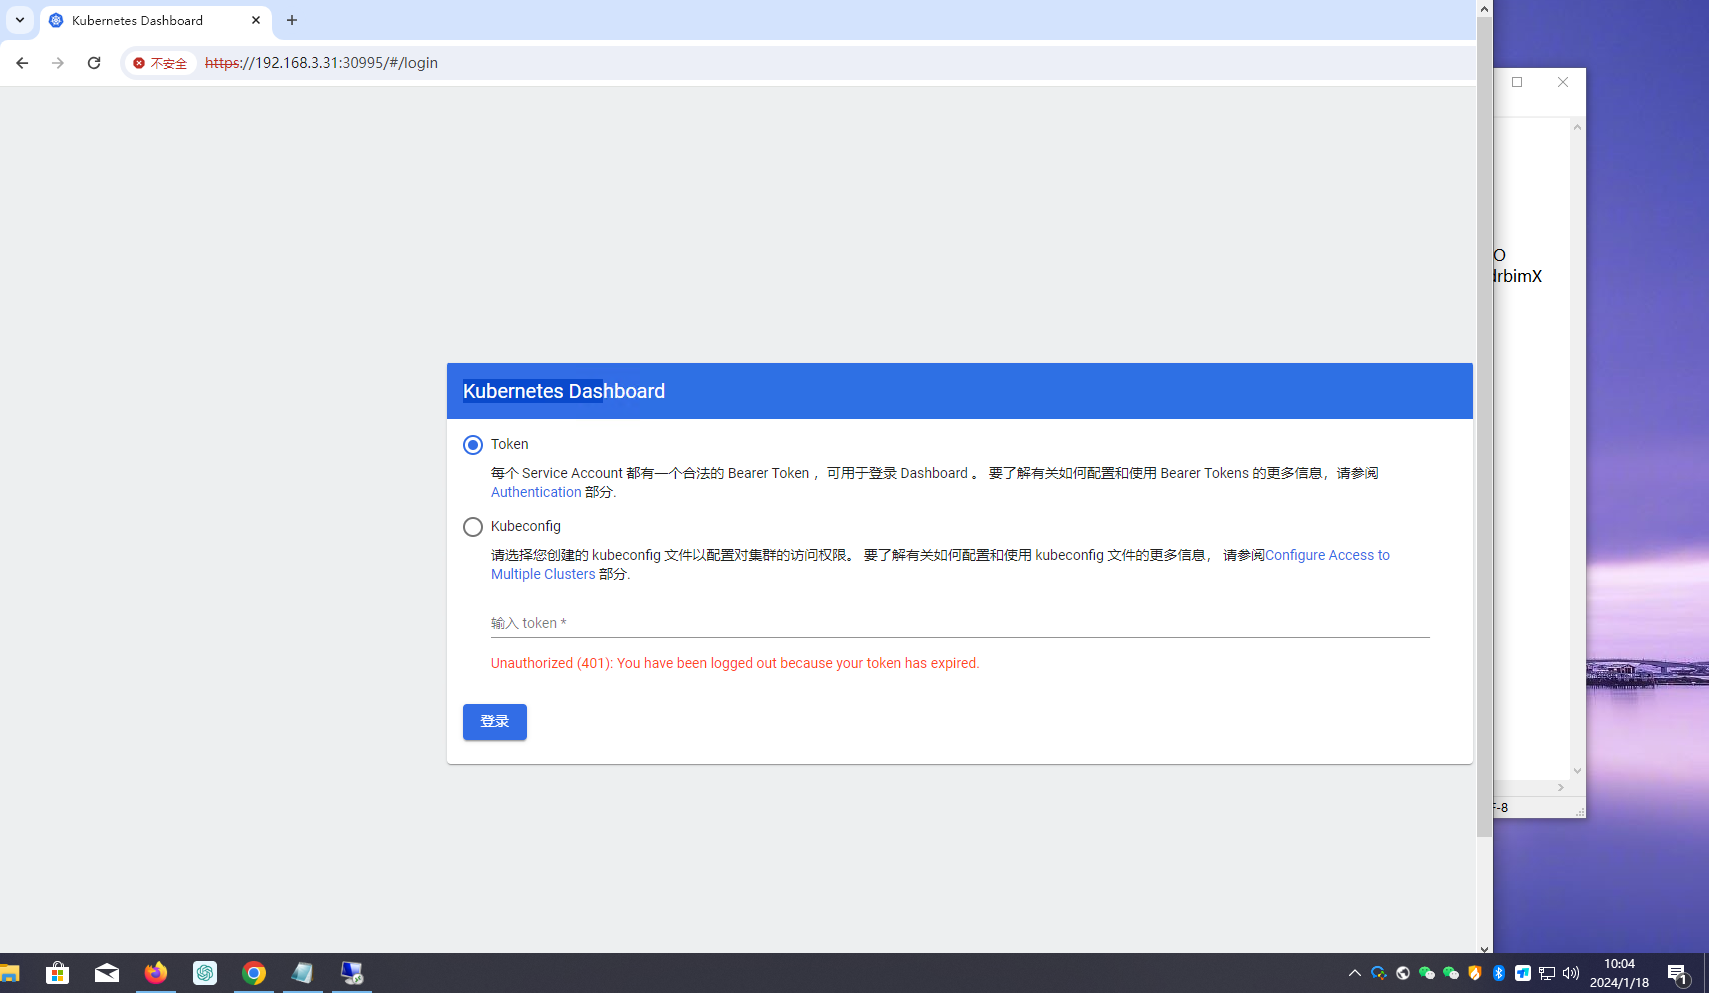 Kubernetes Dashboard
不安全
https://192.168.3.31:30995/#/login
O
drbimX
Kubernetes Dashboard
Token
每个 Service Account 都有一个合法的 Bearer Token ，可用于登录 Dashboard 。 要了解有关如何配置和使用 Bearer Tokens 的更多信息，请参阅
Authentication 部分.
Kubeconfig
请选择您创建的 kubeconfig 文件以配置对集群的访问权限。 要了解有关如何配置和使用 kubeconfig 文件的更多信息， 请参阅Configure Access to
Multiple Clusters 部分.
输入 token *
Unauthorized (401): You have been logged out because your token has expired.
登录
F-8
10:04
2024/1/18
1